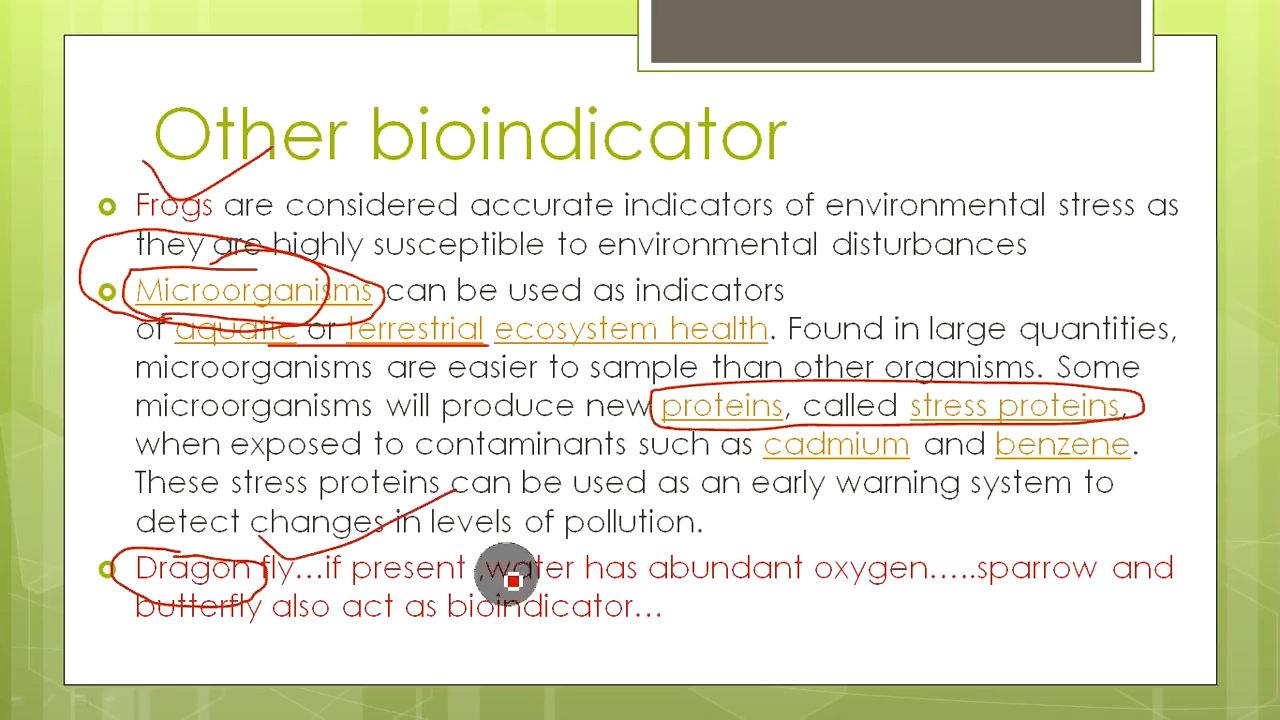 Other bioindicator
Frogs are considered accurate indicators of environmental stress as
they are highly susceptible to environmental disturbances
Microorganisms can be used as indicators
of aquatic or terrestrial ecosystem health. Found in large quantities,
microorganisms are easier to sample than other organisms. Some
microorganisms will produce new proteins, called stress proteins,
when exposed to contaminants such as cadmium and benzene.
These stress proteins can be used as an early warning system to
detect changes in levels of pollution.
Dragon fly...if present ,water has abundant oxygen.....sparrow and
butterfly also act as bioindicator...